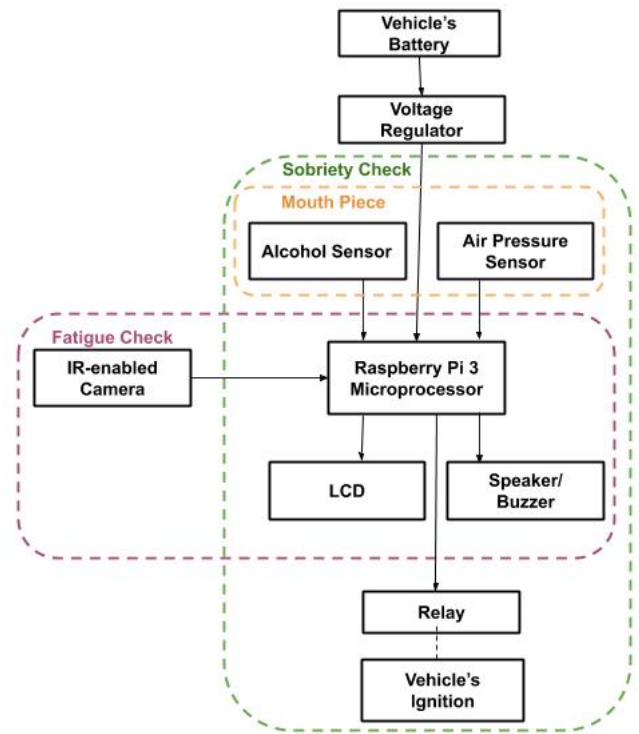 Vehicle's
Battery
Voltage
Regulator
Sobriety Check
Mouth Piece
Alcohol Sensor
Air Pressure
Sensor
Fatigue Check
IR-enabled
Camera
Raspberry Pi 3
Microprocessor
LCD
Speaker/
Buzzer
Relay
Vehicle's
Ignition